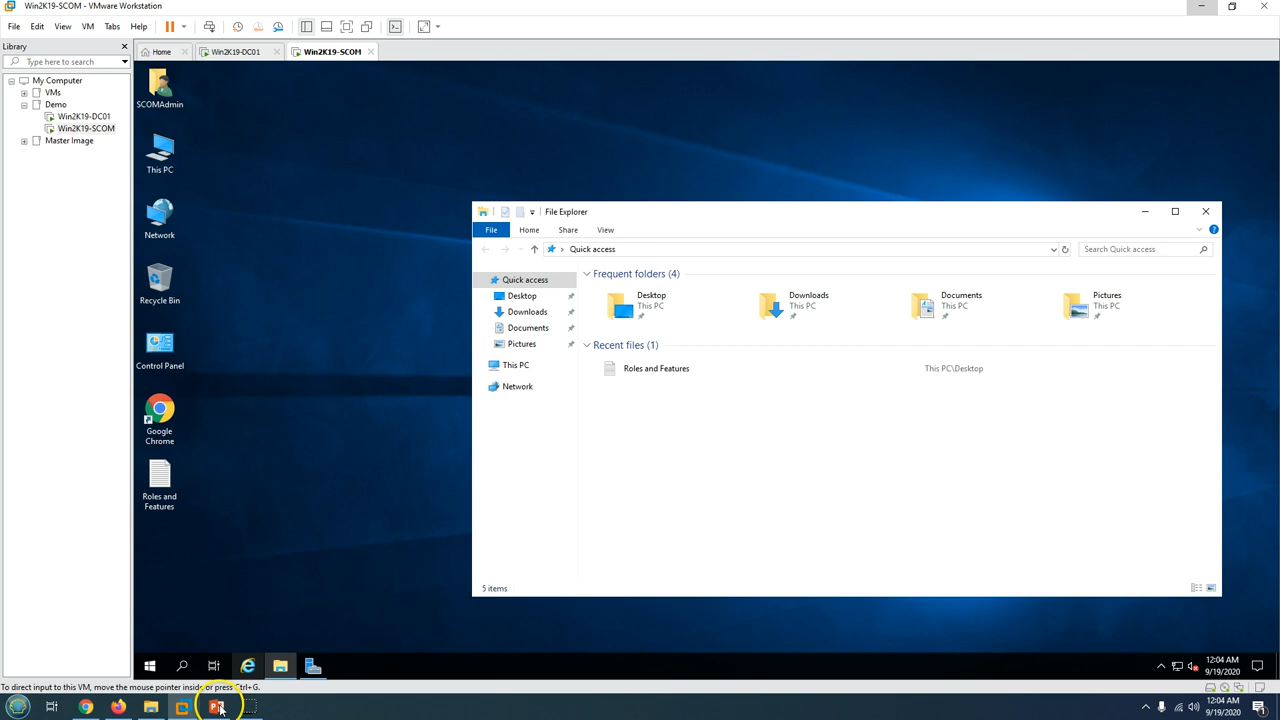 Win2K19-SCOM - VMware Workstation
File Edit View VM Tabs Help
Library
Type here to search
My Computer
VMs
Demo
Win2K19-DC01
Win2K19-SCOM
Master Image
Home
Win2K19-DC01
Win2K19-SCOM
SCOMAdmin
This PC
Network
Recycle Bin
Control Panel
Google
Chrome
Roles and
Features
File Explorer
File Home Share View
Quick access
Search Quick Access
Quick access
Desktop
Downloads
Documents
Pictures
This PC
Network
Frequent folders (4)
Desktop
This PC
Downloads
This PC
Documents
This PC
Pictures
This PC
Recent files (1)
Roles and Features
This PC\Desktop
5 items
12:04 AM
9/19/2020
To direct input to this VM, move the mouse pointer inside or press Ctrl+G.
12:04 AM
9/19/2020